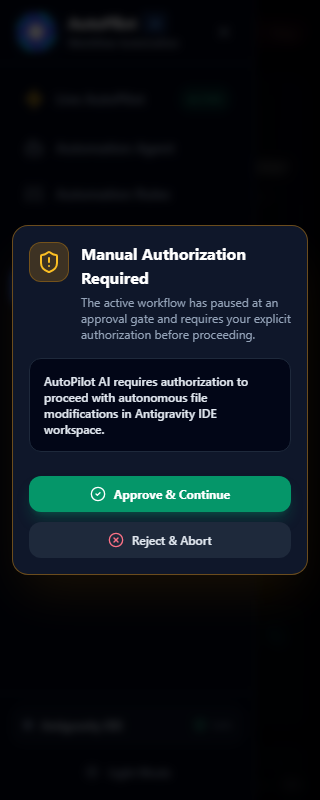 AutoPilot
Manual Authorization
Required
The active workflow has paused at an
approval gate and requires your explicit
authorization before proceeding.
AutoPilot AI requires authorization to
proceed with autonomous file
modifications in Antigravity IDE
workspace.
Approve & Continue
Reject & Abort